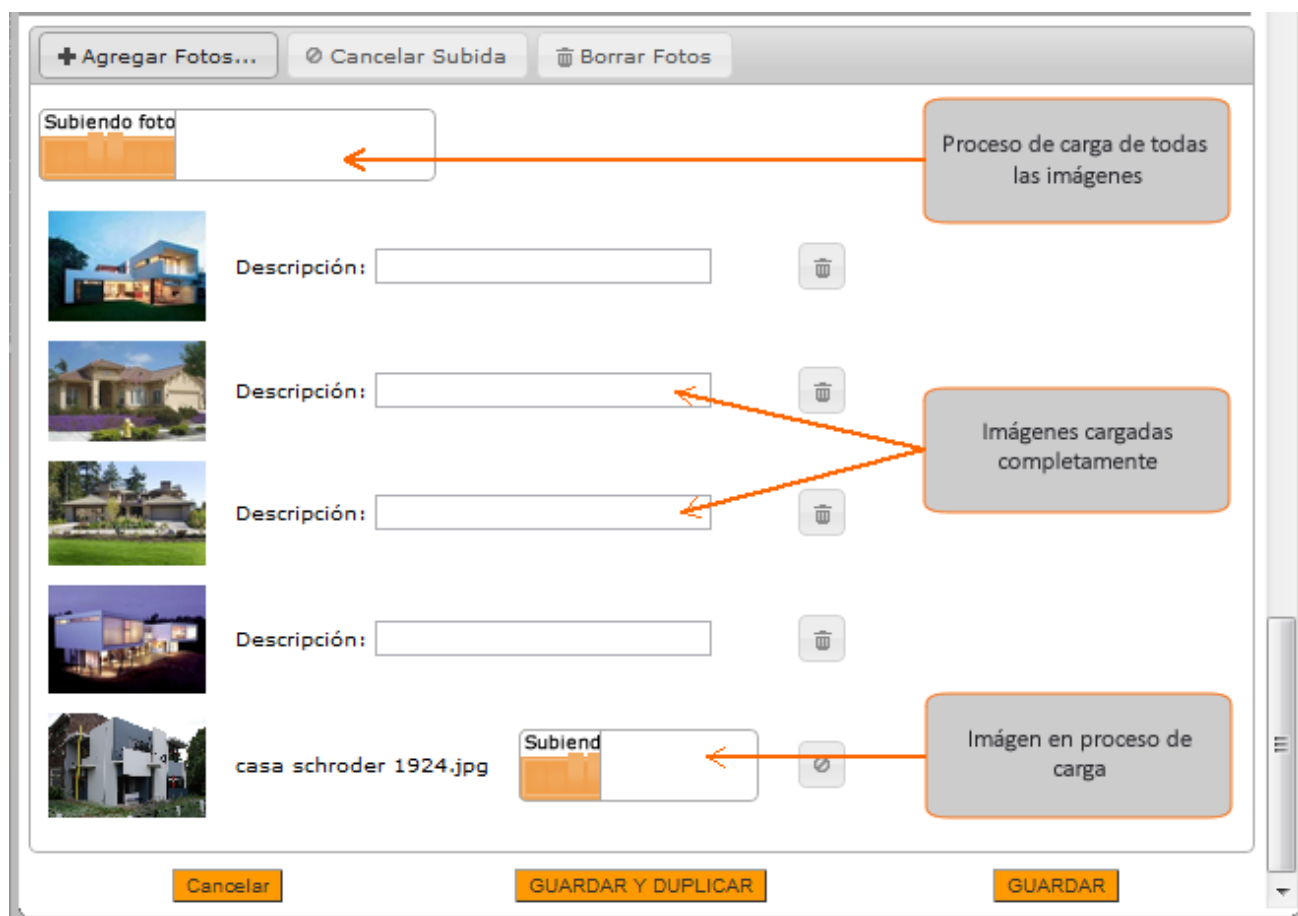 Agregar Fotos... Cancelar Subida Borrar Fotos
Subiendo foto
Proceso de carga de todas
las imágenes
Descripción:
Descripción:
Imágenes cargadas
completamente
Descripción:
Descripción:
casa schroder 1924.jpg
Subiend
Imágen en proceso de
carga
Cancelar GUARDAR Y DUPLICAR GUARDAR